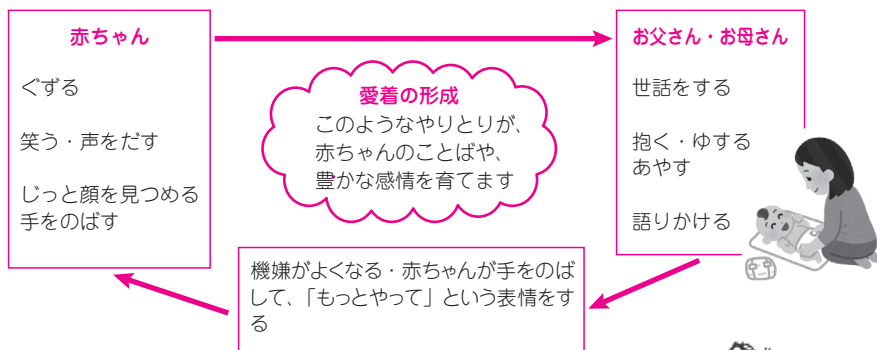 赤ちゃん
ぐずる
笑う・声をだす
じっと顔を見つめる
手をのばす
愛着の形成
このようなやりとりが、
赤ちゃんのことばや、
豊かな感情を育てます
お父さん・お母さん
世話をする
抱く・ゆする
あやす
語りかける
機嫌がよくなる・赤ちゃんが手をのば
して、「もっとやって」という表情をす
る